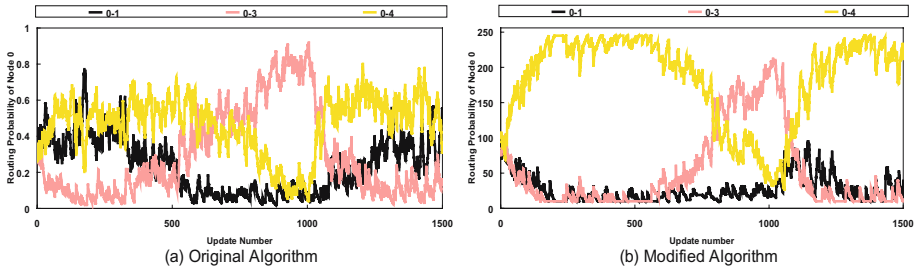 0-1 0-3 0-4
Routing Probability of Node 0
1
0.8
0.6
0.4
0.2
0
0 500 1000 1500
Update Number
(a) Original Algorithm
0-1 0-3 0-4
Routing Probability of Node 0
250
200
150
100
50
0
0 500 1000 1500
Update number
(b) Modified Algorithm